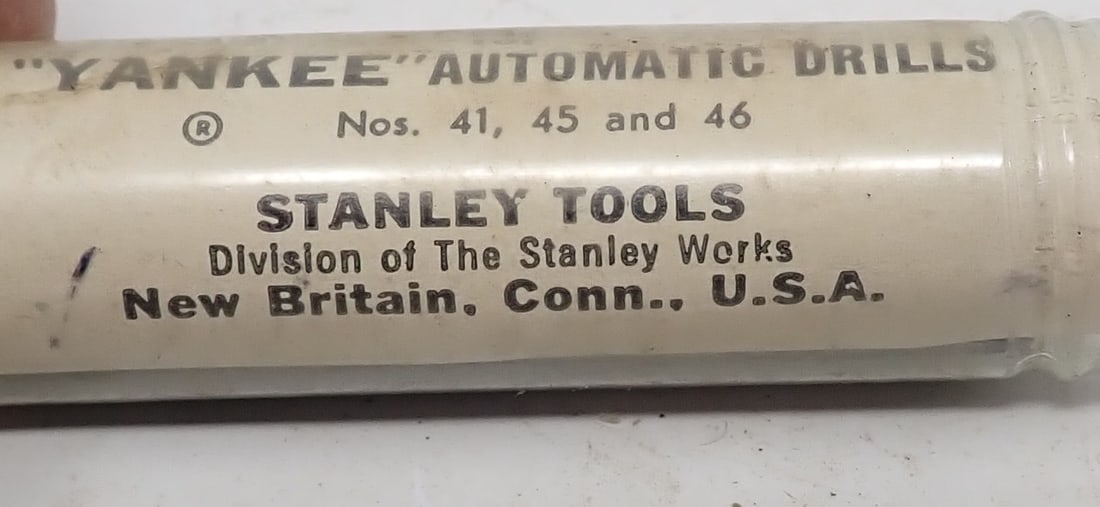 "YANKEE" AUTOMATIC DRILLS
® Nos. 41, 45 and 46
STANLEY TOOLS
Division of The Stanley Works
New Britain, Conn., U.S.A.